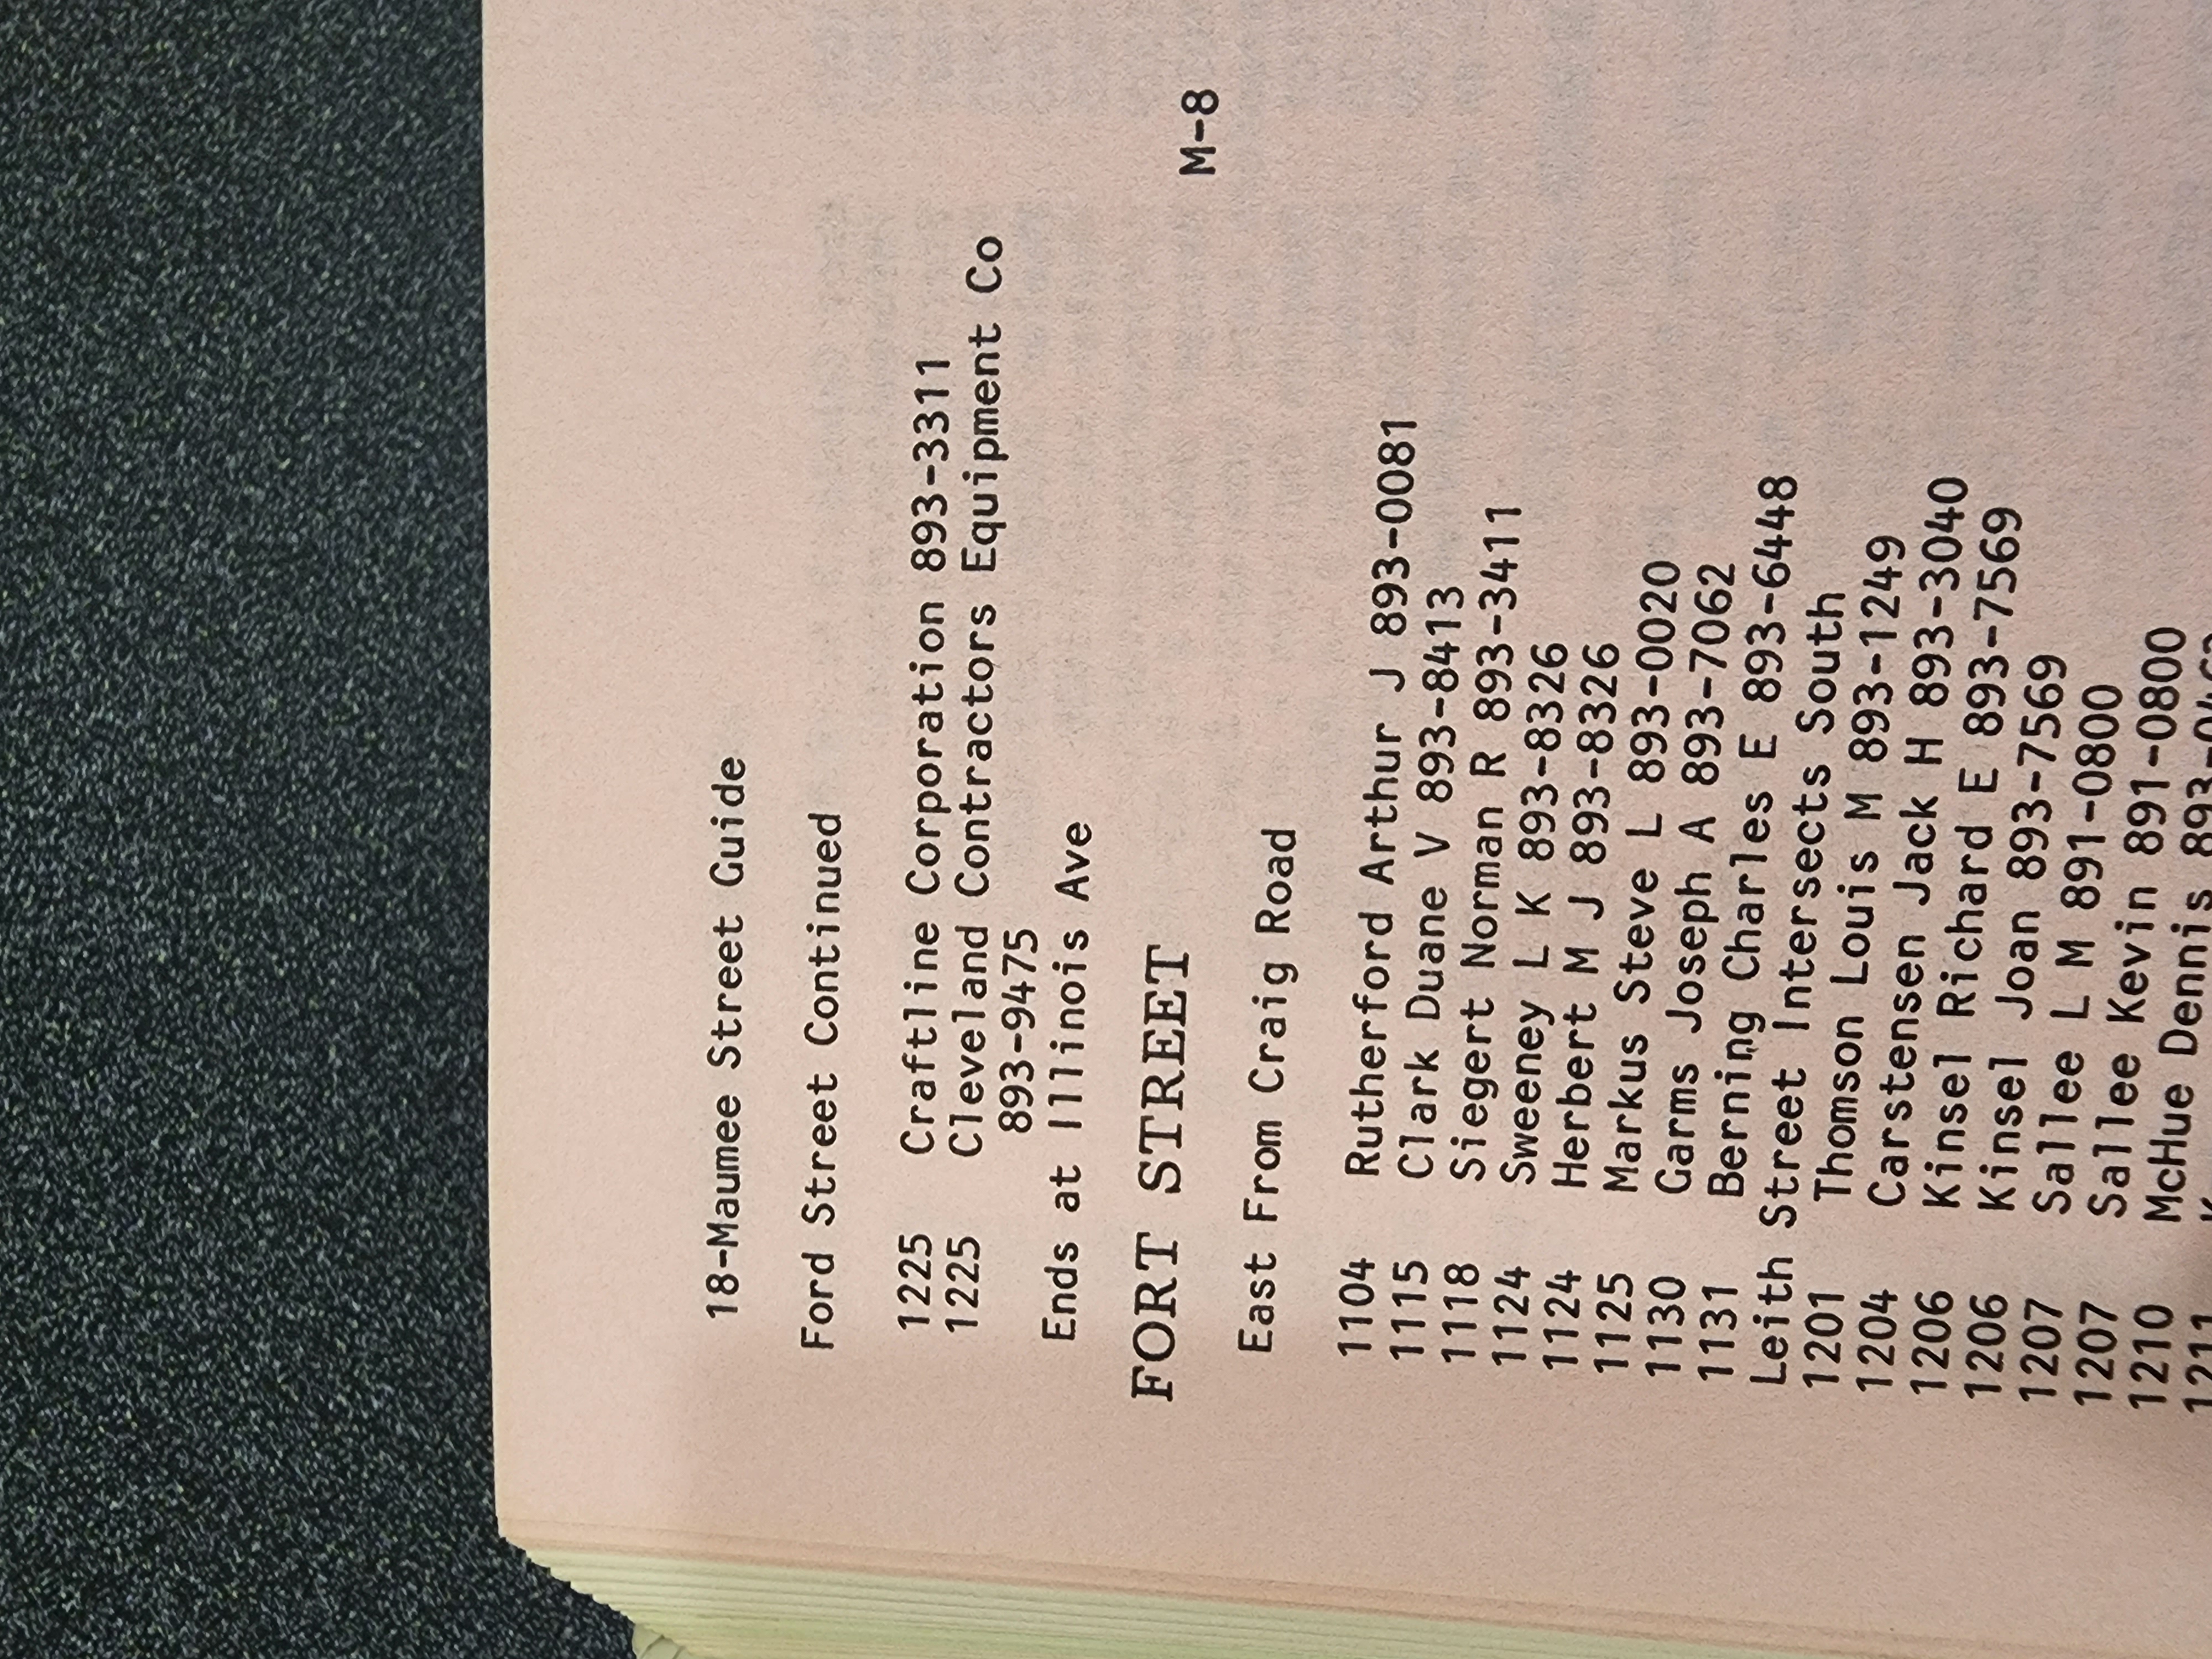 18-Maumee Street Guide
Ford Street Continued
1225 Craftline Corporation 893-3311
1225 Cleveland Contractors Equipment Co
893-9475
Ends at Illinois Ave
FORT STREET M-8
East From Craig Road
1104 Rutherford Arthur J 893-0081
1115 Clark Duane V 893-8413
1118 Siegert Norman R 893-3411
1124 Sweeney L K 893-8326
1124 Herbert M J 893-8326
1125 Markus Steve L 893-0020
1130 Garms Joseph A 893-7062
1131 Berning Charles E 893-6448
Leith Street Intersects South
1201 Thomson Louis M 893-1249
1204 Carstensen Jack H 893-3040
1206 Kinsel Richard E 893-7569
1206 Kinsel Joan 893-7569
1207 Sallee L M 891-0800
1207 Sallee Kevin 891-0800
1210 McHue Dennis
1211